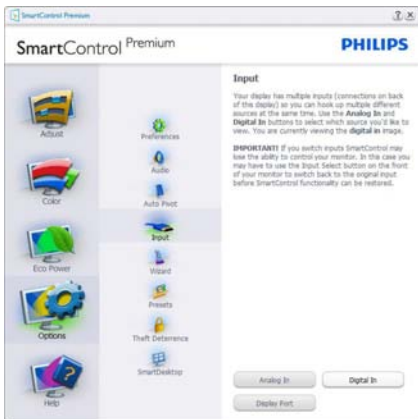 SmartControl Premium
SmartControl Premium
PHILIPS
Adjust
Color
Eco Power
Options
Help
Preferences
Audio
Auto Pivot
Input
Wizard
Presets
Theft Deterrence
SmartDesktop
Input
Your display has multiple inputs (connections on back
of this display) so you can hook up multiple different
sources at the same time. Use the Analog In and
Digital In buttons to select which source you'd like to
view. You are currently viewing the digital in image.
IMPORTANT! If you switch inputs SmartControl may
lose the ability to control your monitor. In the case you
may have to use the Input Select button on the front
of your monitor to switch back to the original input
before SmartControl functionality can be restored.
Analog In
Digital In
Display Port